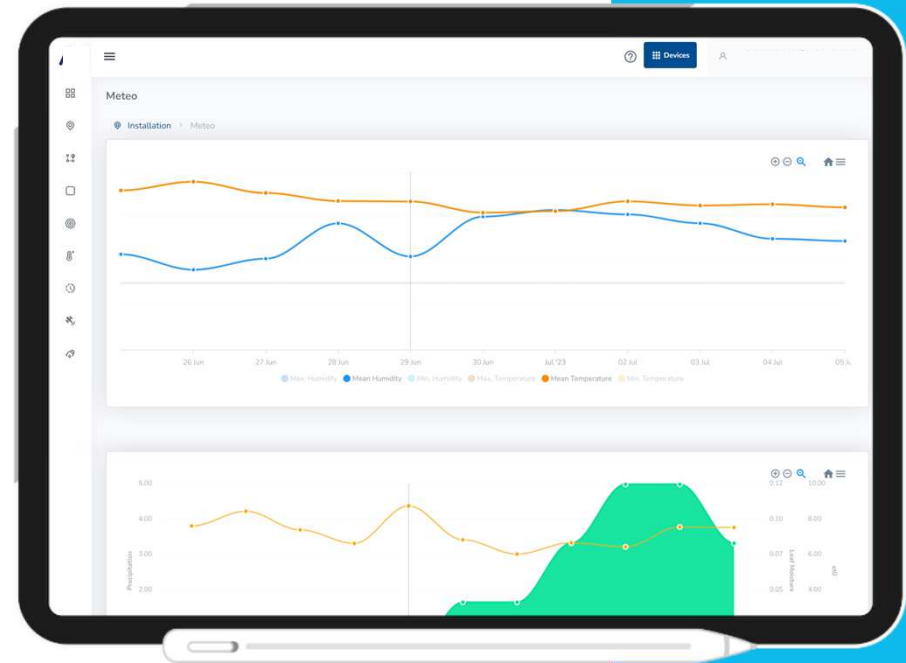 Devices
Meteo
Installation > Meteo
26 Jun 27 Jun 28 Jun 29 Jun 30 Jun Jul '23 02 Jul 03 Jul 04 Jul 05 J
Max. Humidity Mean Humidity Min. Humidity Max. Temperature Mean Temperature Min. Temperature
5.00 0.12 10.00
4.00 0.10 8.00
3.00 0.07 6.00
2.00 0.05 4.00
Precipitation
Leaf Moisture
et0